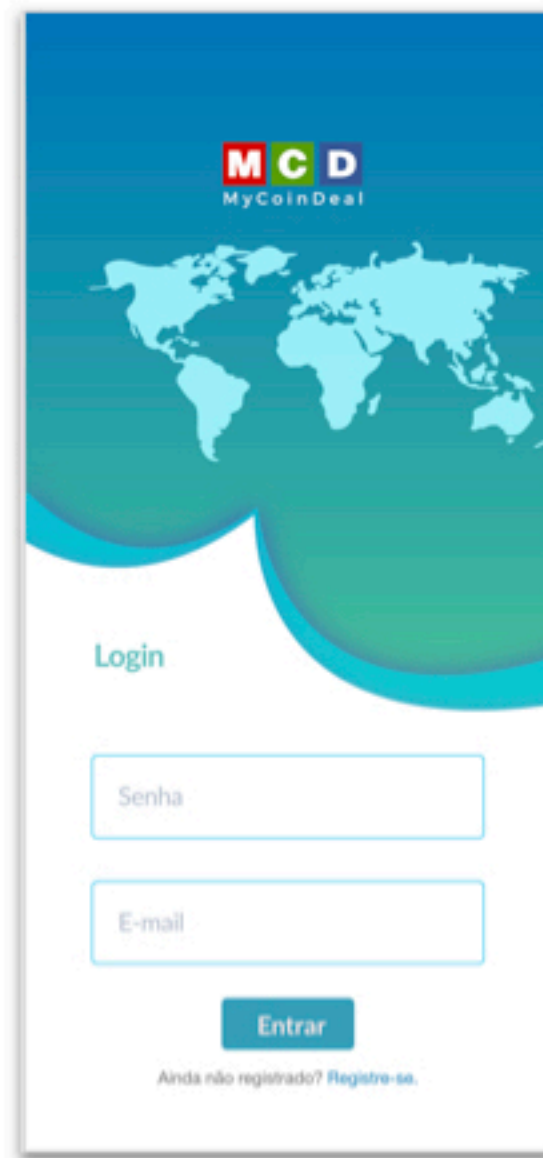 MCD
MyCoinDeal
Login
Senha
E-mail
Entrar
Ainda não registrado? Registre-se.